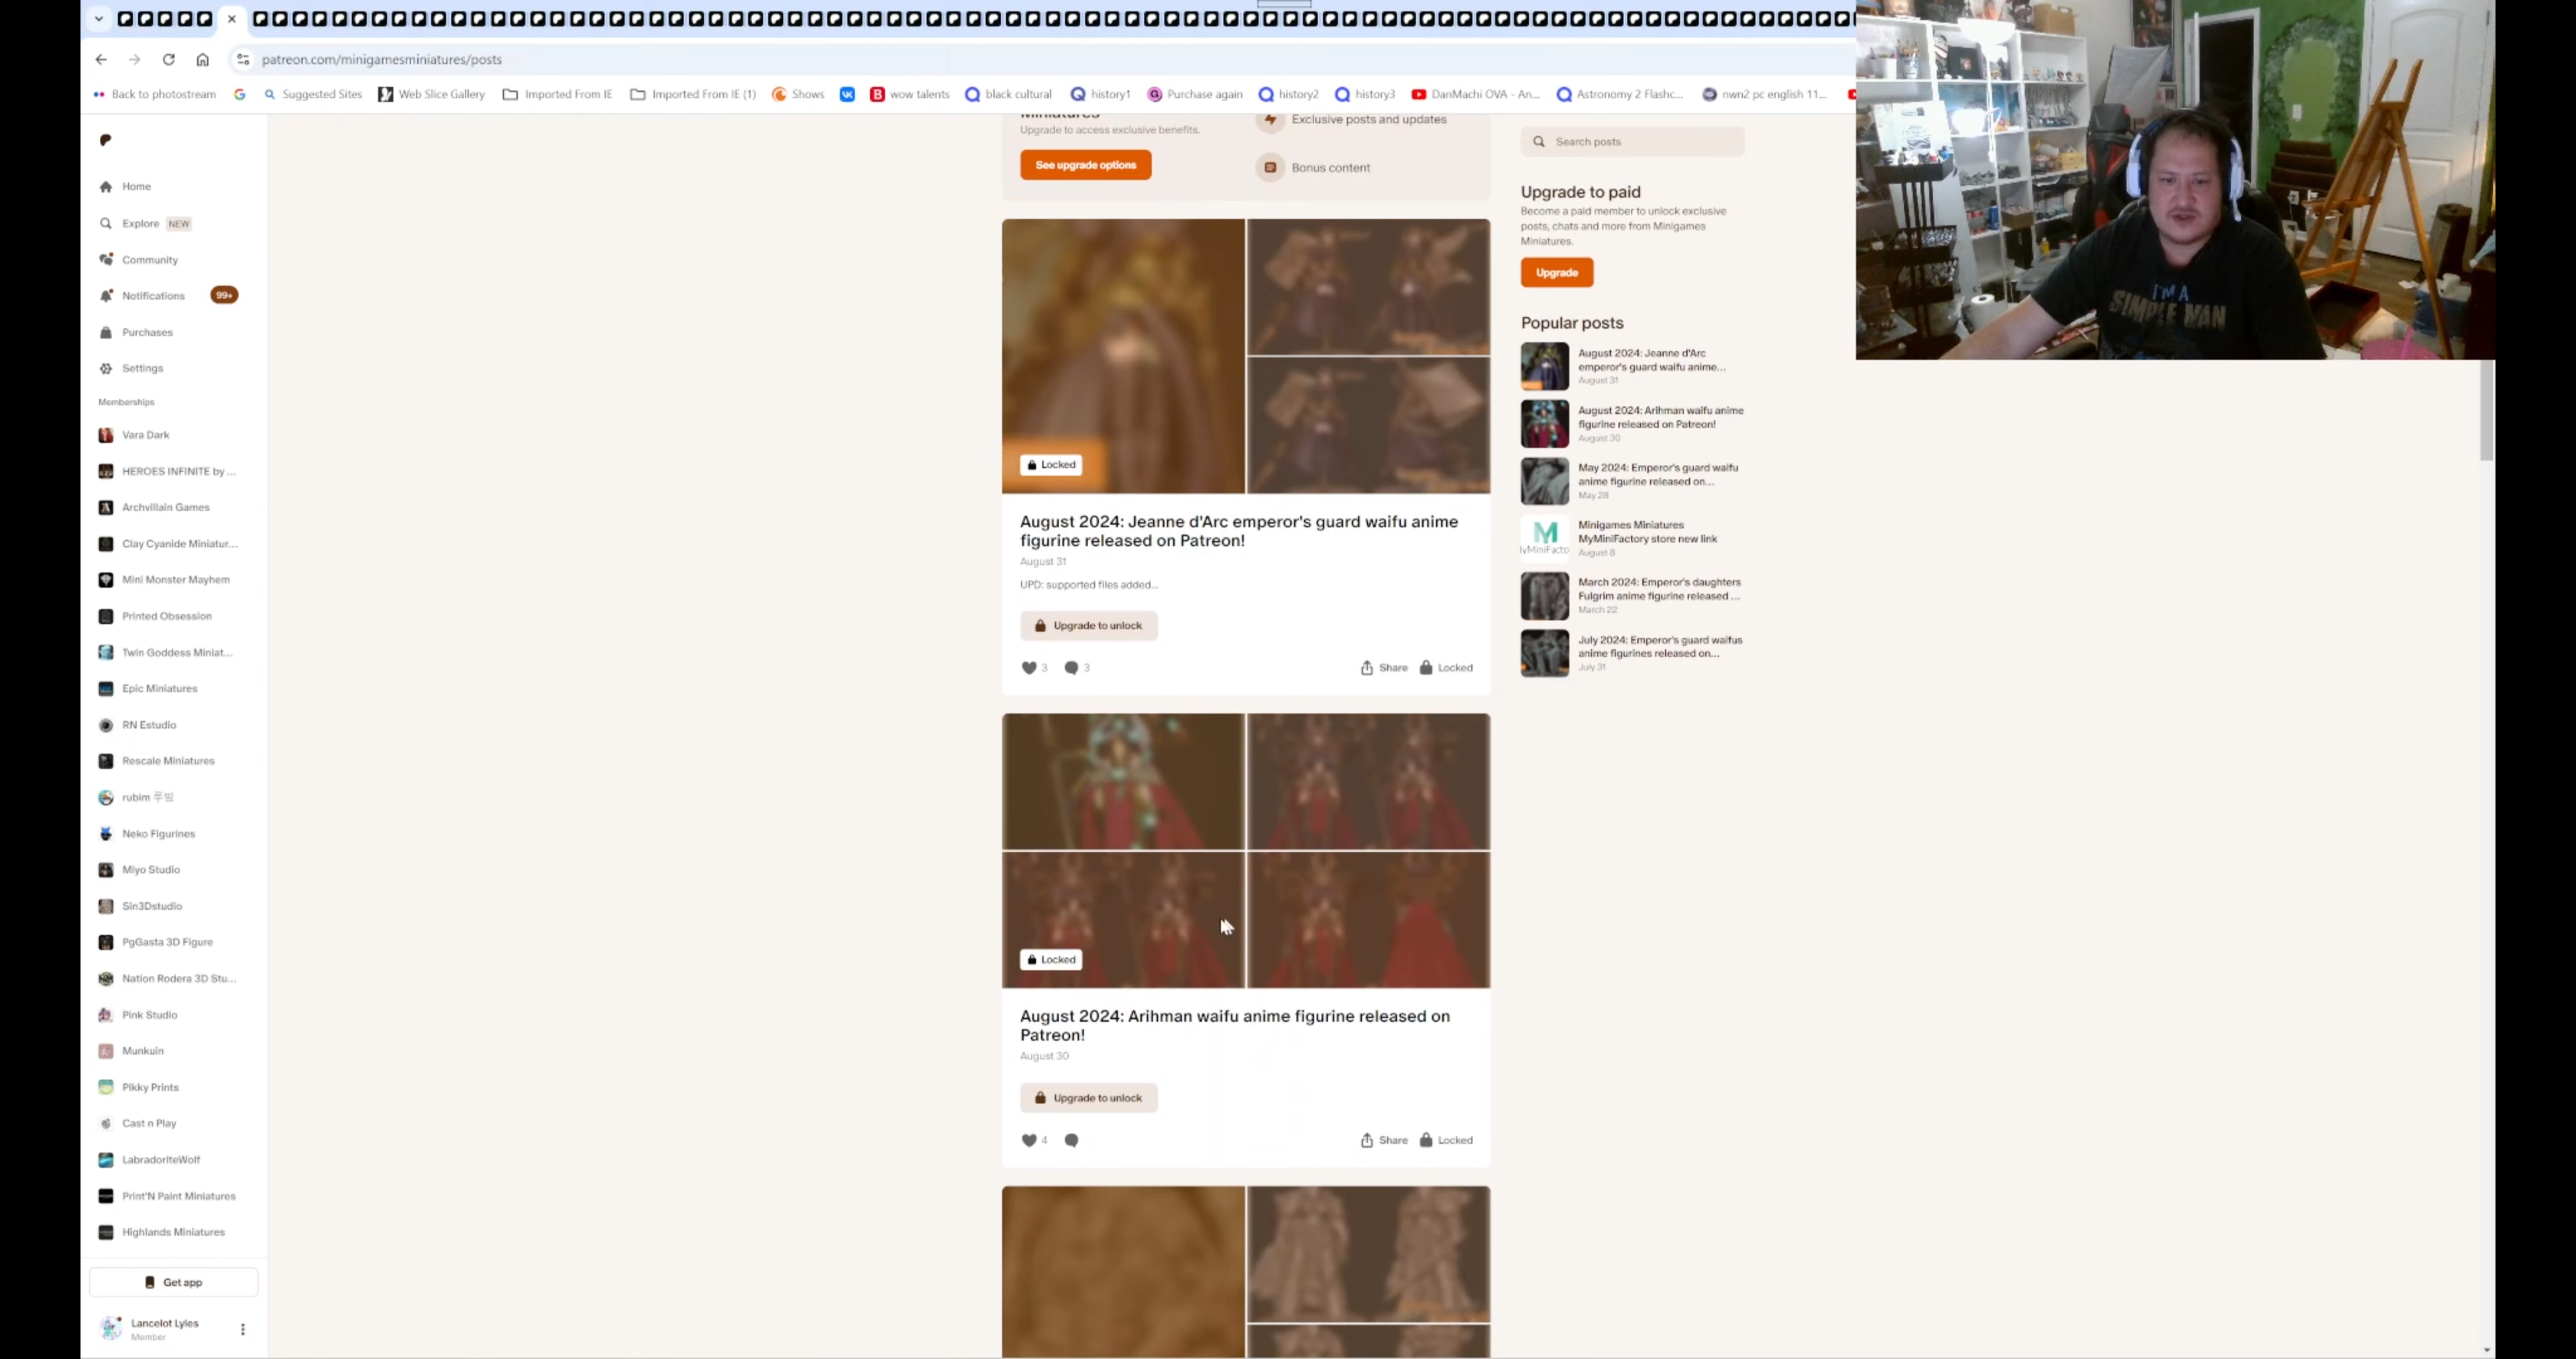 patreon.com/minigamesminiatures/posts
Back to photostream
Suggested Sites
Web Slice Gallery
Imported From IE
Imported From IE (1)
Shows
wow talents
black cultural
history1
Purchase again
history2
history3
DanMachi OVA - An...
Astronomy 2 Flashc...
nwn2 pc english 11...
Home
Explore NEW
Community
Notifications 99+
Purchases
Settings
Memberships
Vara Dark
HEROES INFINITE by ...
Archvillain Games
Clay Cyanide Miniatur...
Mini Monster Mayhem
Printed Obsession
Twin Goddess Miniat...
Epic Miniatures
RN Estudio
Rescale Miniatures
rubim 루빔
Neko Figurines
Miyo Studio
Sin3Dstudio
PgGasta 3D Figure
Nation Rodera 3D Stu...
Pink Studio
Munkuin
Pikky Prints
Cast n Play
LabradoriteWolf
Print'N Paint Miniatures
Highlands Miniatures
Get app
Lancelot Lyles
Member
Miniatures
Upgrade to access exclusive benefits.
See upgrade options
Exclusive posts and updates
Bonus content
Locked
August 2024: Jeanne d'Arc emperor's guard waifu anime
figurine released on Patreon!
August 31
UPD: supported files added...
Upgrade to unlock
3 3 Share Locked
Locked
August 2024: Arihman waifu anime figurine released on
Patreon!
August 30
Upgrade to unlock
4 Share Locked
Search posts
Upgrade to paid
Become a paid member to unlock exclusive
posts, chats and more from Minigames
Miniatures.
Upgrade
Popular posts
August 2024: Jeanne d'Arc
emperor's guard waifu anime...
August 31
August 2024: Arihman waifu anime
figurine released on Patreon!
August 30
May 2024: Emperor's guard waifu
anime figurine released on...
May 28
M
lyMiniFacto
Minigames Miniatures
MyMiniFactory store new link
August 8
March 2024: Emperor's daughters
Fulgrim anime figurine released ...
March 22
July 2024: Emperor's guard waifus
anime figurines released on...
July 31
I'M A
SIMPLE MAN